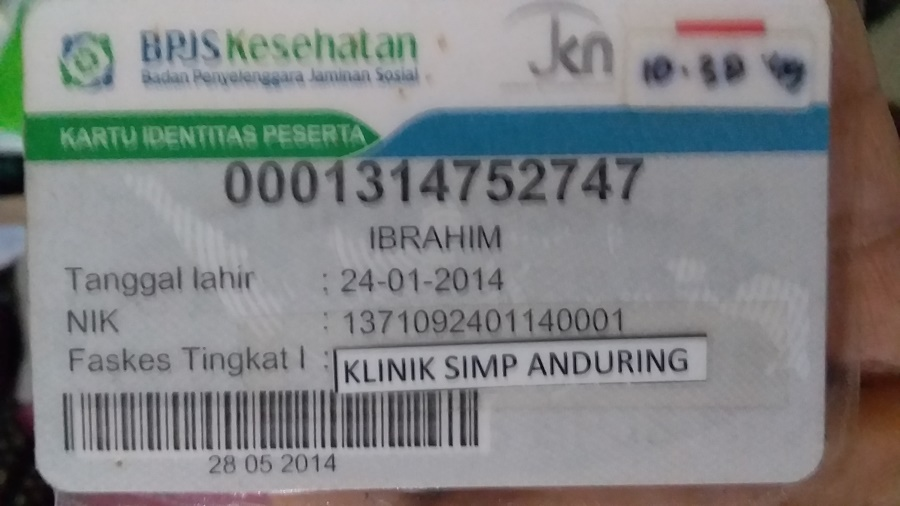 BPJS Kesehatan
Badan Penyelenggara Jaminan Sosial
Jkn
KARTU IDENTITAS PESERTA
0001314752747
IBRAHIM
Tanggal lahir : 24-01-2014
NIK : 1371092401140001
Faskes Tingkat I : KLINIK SIMP ANDURING
28 05 2014